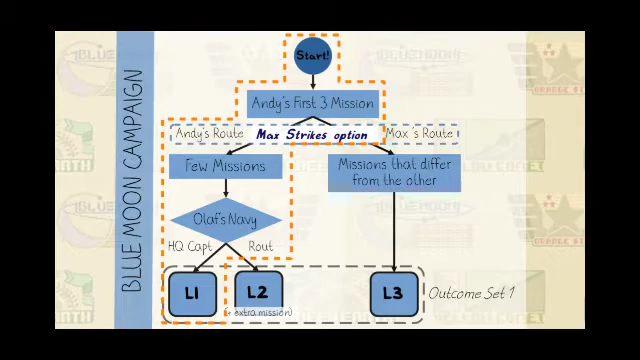 BLUE MOON CAMPAIGN
Start!
Andy's First 3 Mission
Andy's Route
Max Strikes option
Max's Route
Few Missions
Missions that differ
from the other
Olaf's Navy
HQ Capt
Rout
L1
L2
L3
(+ extra mission)
Outcome Set 1